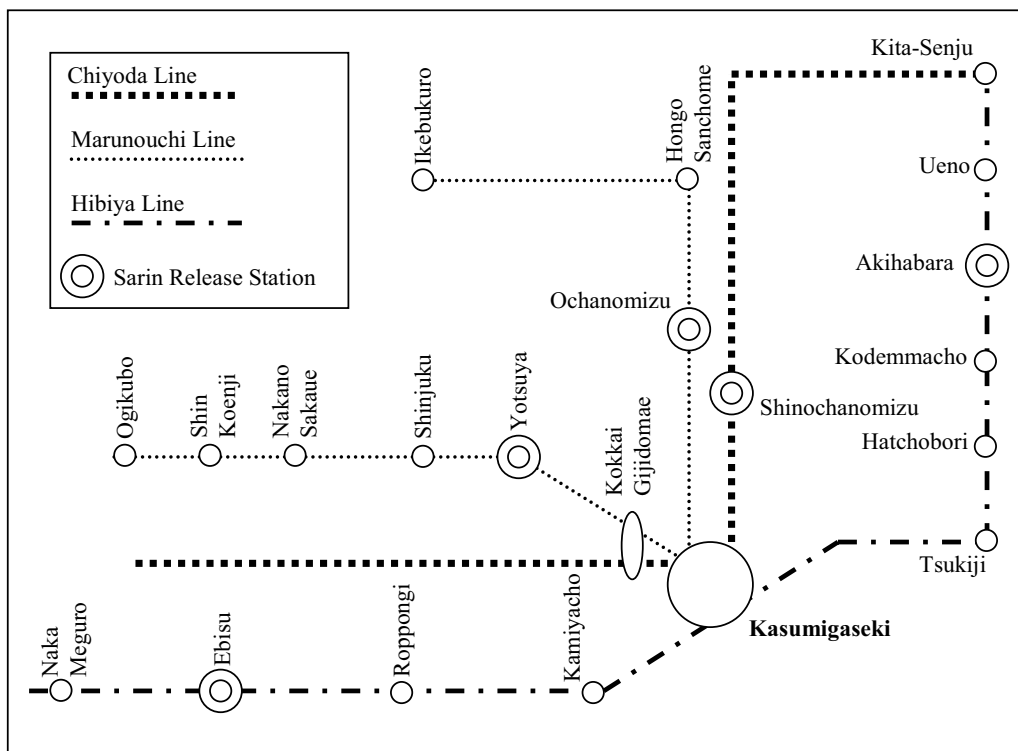 Chiyoda Line
Marunouchi Line
Hibiya Line
Sarin Release Station
Kita-Senju
Ikebukuro
Hongo
Sanchome
Ueno
Akihabara
Ochanomizu
Kodemmacho
Shinochanomizu
Hatchobori
Ogikubo
Shin
Koenji
Nakano
Sakaue
Shinjuku
Yotsuya
Kokkai
Gijidomae
Tsukiji
Kasumigaseki
Naka
Meguro
Ebisu
Roppongi
Kamiyacho